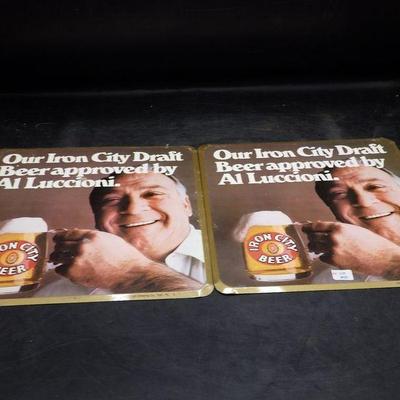 Our Iron City Draft
Beer approved by
Al Luccioni.
IRON CITY
BEER
Our Iron City Draft
Beer approved by
Al Luccioni.
IRON CITY
BEER